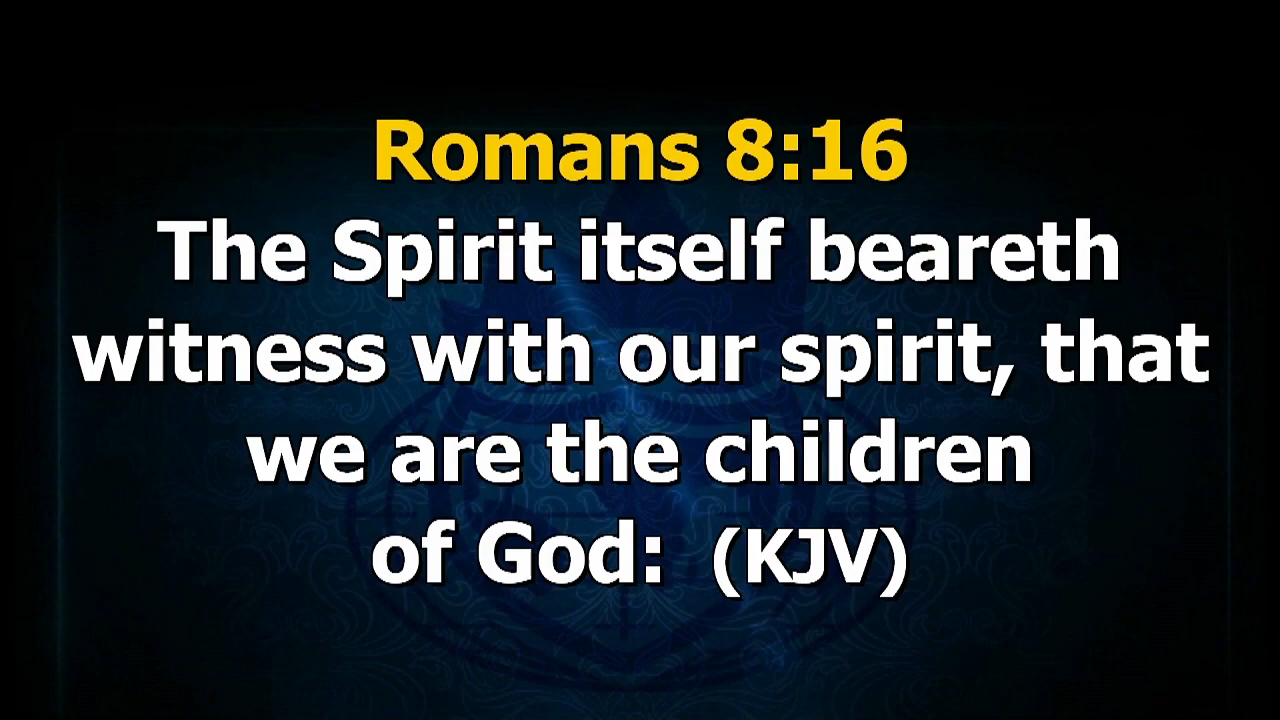 Romans 8:16
The Spirit itself beareth
witness with our spirit, that
we are the children
of God:  (KJV)